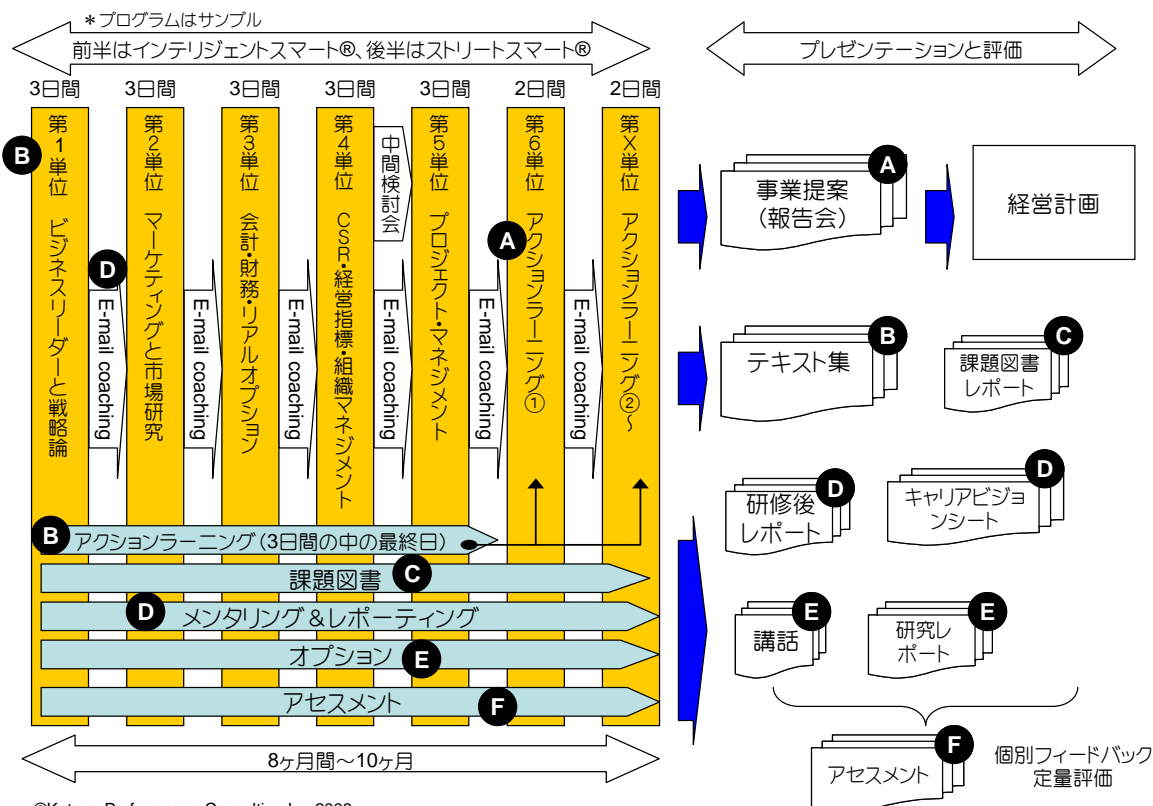 ＊プログラムはサンプル
前半はインテリジェントスマート®、後半はストリートスマート®
プレゼンテーションと評価
3日間
3日間
3日間
3日間
3日間
2日間
2日間
第1単位 ビジネスリーダーと戦略論
第2単位 マーケティングと市場研究
第3単位 会計・財務・リアルオプション
第4単位 CSR・経営指標・組織マネジメント
中間検討会
第5単位 プロジェクト・マネジメント
第6単位 アクションラーニング①
第X単位 アクションラーニング②～
B
D
A
E-mail coaching
E-mail coaching
E-mail coaching
E-mail coaching
E-mail coaching
E-mail coaching
B
アクションラーニング（3日間の中の最終日）
課題図書
C
D
メンタリング＆レポーティング
オプション
E
アセスメント
F
8ヶ月間～10ヶ月
A
事業提案
（報告会）
経営計画
B
テキスト集
C
課題図書
レポート
D
研修後
レポート
D
キャリアビジョ
ンシート
E
講話
E
研究レ
ポート
F
アセスメント
個別フィードバック
定量評価